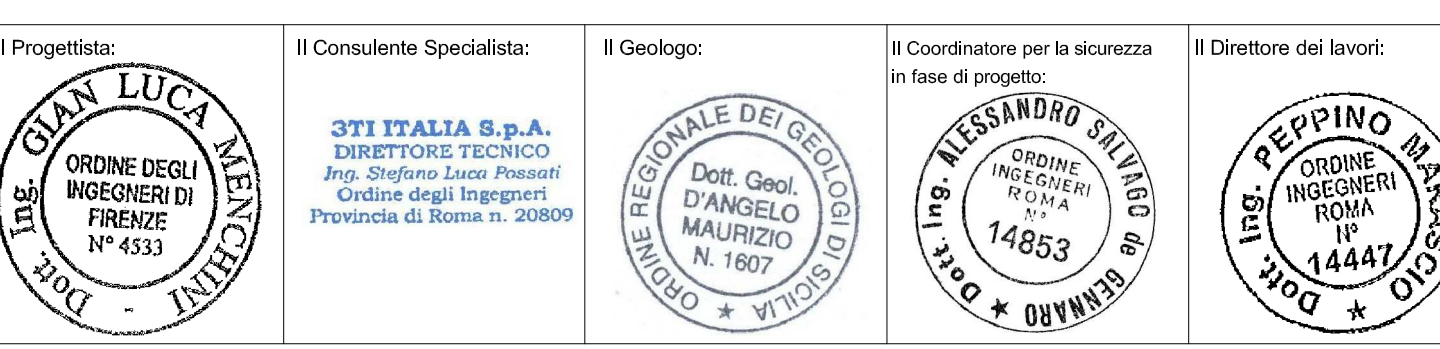 l Progettista:
Dott. Ing. GIAN LUCA MENCHINI -
ORDINE DEGLI
INGEGNERI DI
FIRENZE
N° 4533
Il Consulente Specialista:
3TI ITALIA S.p.A.
DIRETTORE TECNICO
Ing. Stefano Luca Possati
Ordine degli Ingegneri
Provincia di Roma n. 20809
Il Geologo:
ORDINE REGIONALE DEI GEOLOGI DI SICILIA ★
Dott. Geol.
D'ANGELO
MAURIZIO
N. 1607
Il Coordinatore per la sicurezza
in fase di progetto:
Dott. Ing. ALESSANDRO SALVAGO de GENNARO ★
ORDINE
INGEGNERI
ROMA
N°
14853
Il Direttore dei lavori:
Dott. Ing. PEPPINO MARASCIO ★
ORDINE
INGEGNERI
ROMA
N°
14447